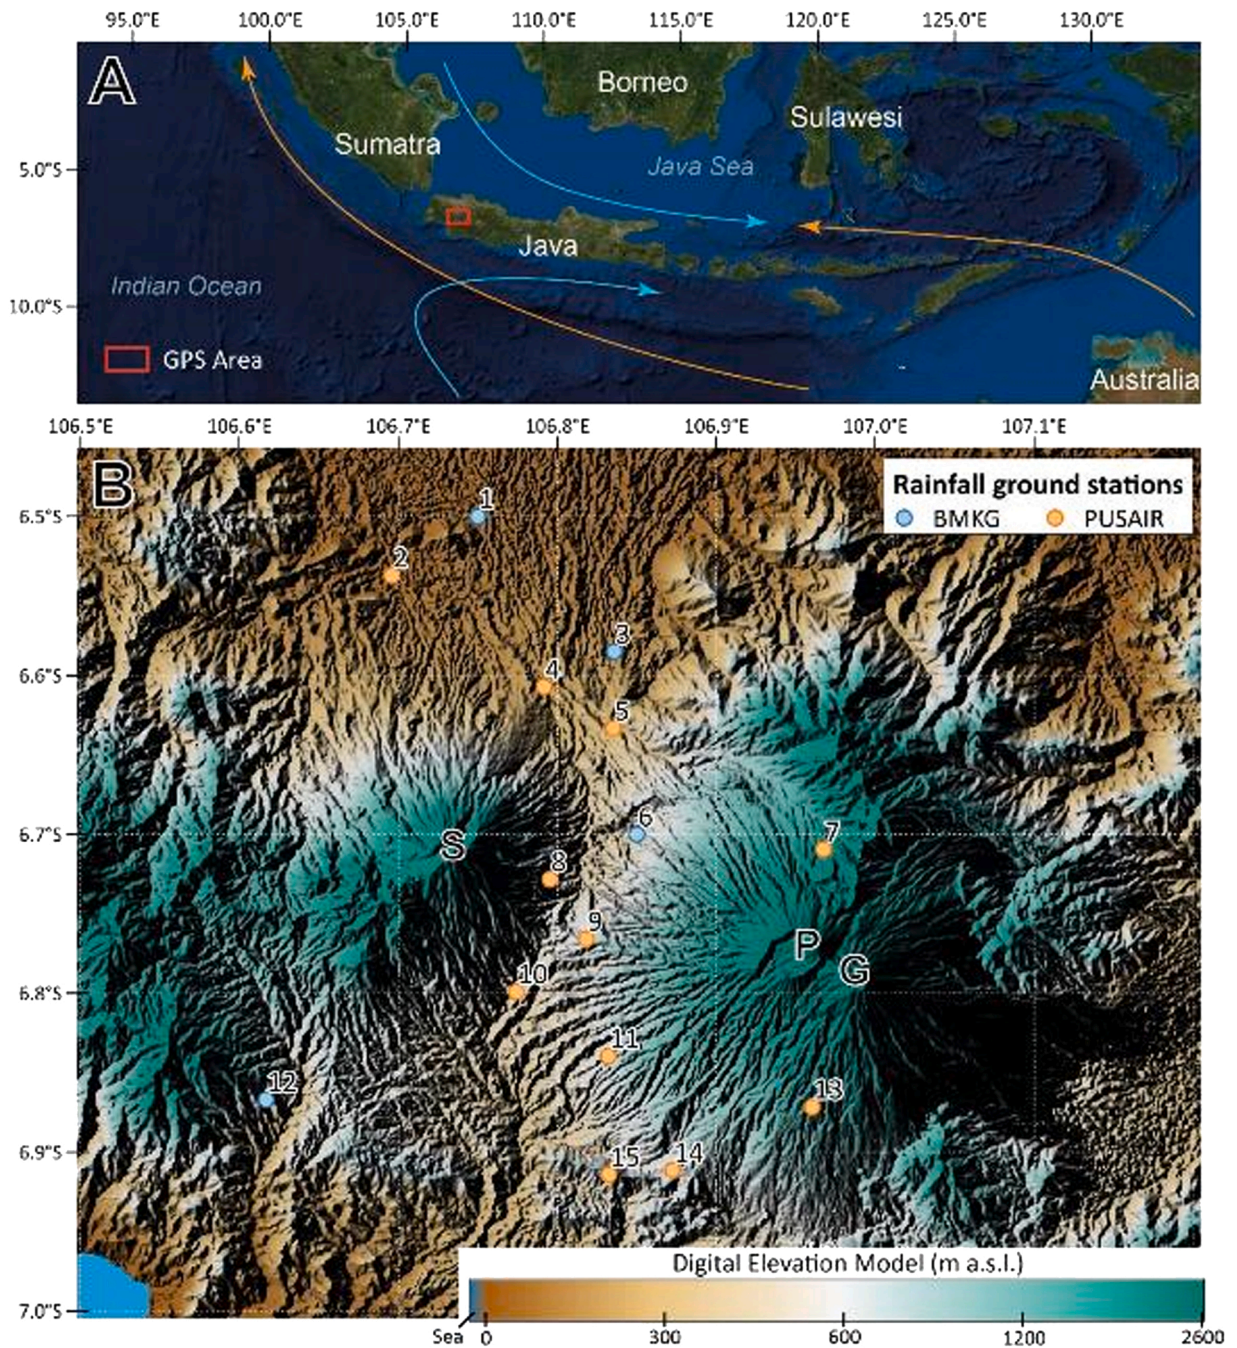 95.0°E 100.0°E 105.0°E 110.0°E 115.0°E 120.0°E 125.0°E 130.0°E
A
Borneo
Sulawesi
Sumatra
5.0°S
Java Sea
Java
Indian Ocean
10.0°S
GPS Area
Australia
106.5°E 106.6°E 106.7°E 106.8°E 106.9°E 107.0°E 107.1°E
B
Rainfall ground stations
BMKG PUSAIR
1
6.5°S
2
3
6.6°S
4
5
6
6.7°S
7
S
8
9
P
G
10
6.8°S
11
12
13
6.9°S
14
15
Digital Elevation Model (m a.s.l.)
7.0°S
Sea 0 300 600 1200 2600